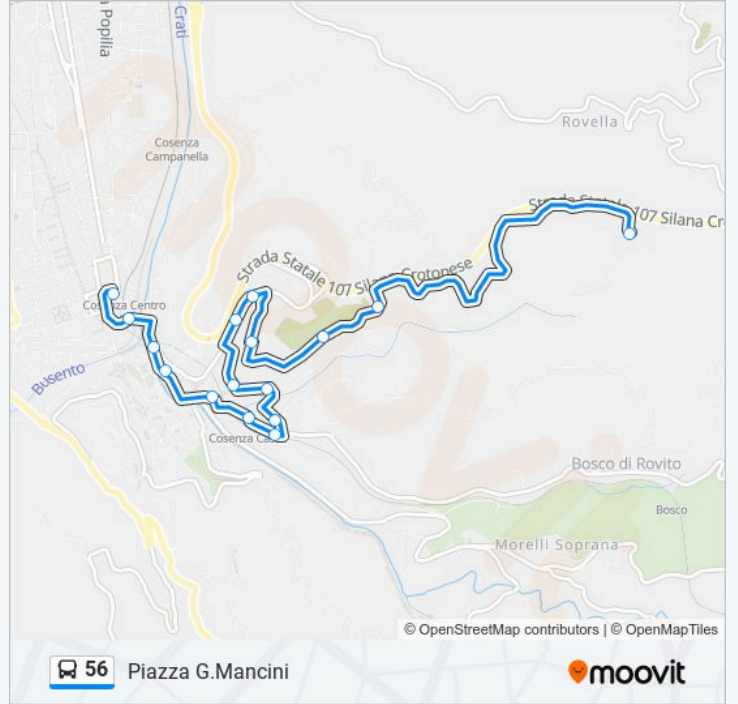 a Popilia
Crati
Cosenza
Campanella
Rovella
Strada Statale 107 Silana Cr
Strada Statale 107 Silana Crotonese
Cosenza Centro
Busento
Cosenza Ca
Bosco di Rovito
Bosco
Morelli Soprana
© OpenStreetMap contributors | © OpenMapTiles
56 Piazza G.Mancini
moovit